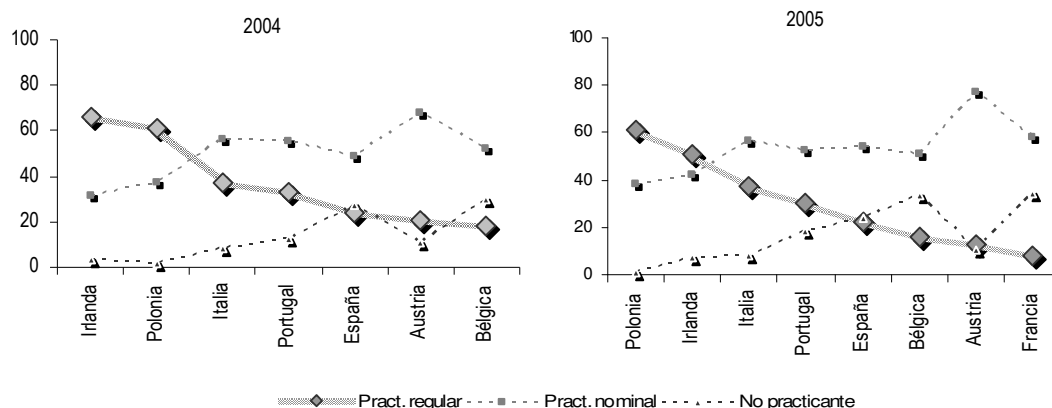 2004
100
80
60
40
20
0
Irlanda
Polonia
Italia
Portugal
España
Austria
Bélgica
2005
100
80
60
40
20
0
Polonia
Irlanda
Italia
Portugal
España
Bélgica
Austria
Francia
Pract. regular
Pract. nominal
No practicante